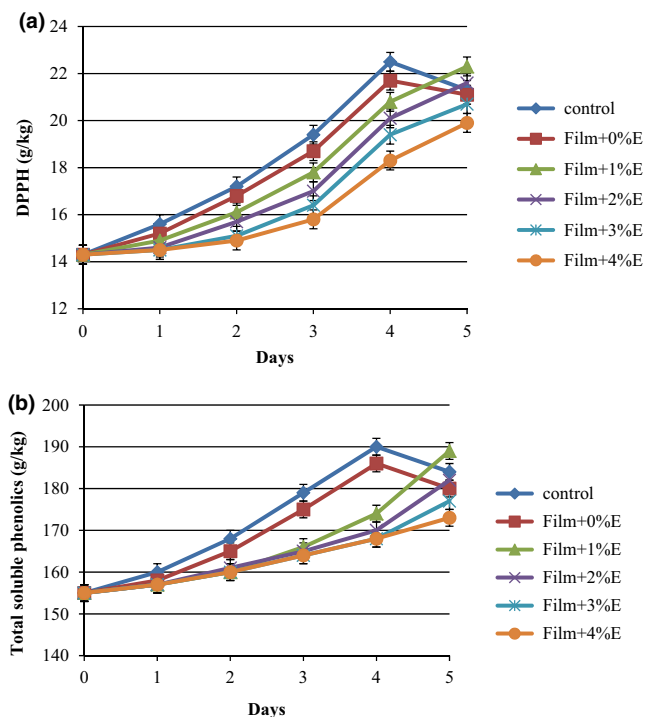 (a)
24
22
20
18
16
14
12
DPPH (g/kg)
0 1 2 3 4 5
Days
control
Film+0%E
Film+1%E
Film+2%E
Film+3%E
Film+4%E
(b)
200
190
180
170
160
150
140
Total soluble phenolics (g/kg)
0 1 2 3 4 5
Days
control
Film+0%E
Film+1%E
Film+2%E
Film+3%E
Film+4%E